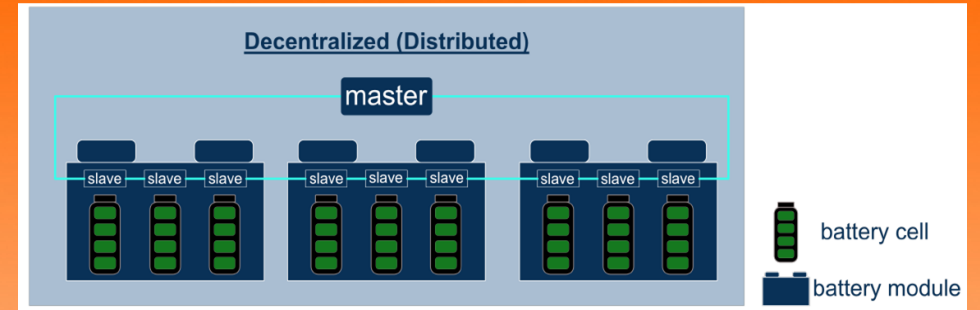 Decentralized (Distributed)
master
slave slave slave slave slave slave slave slave slave
battery cell
battery module